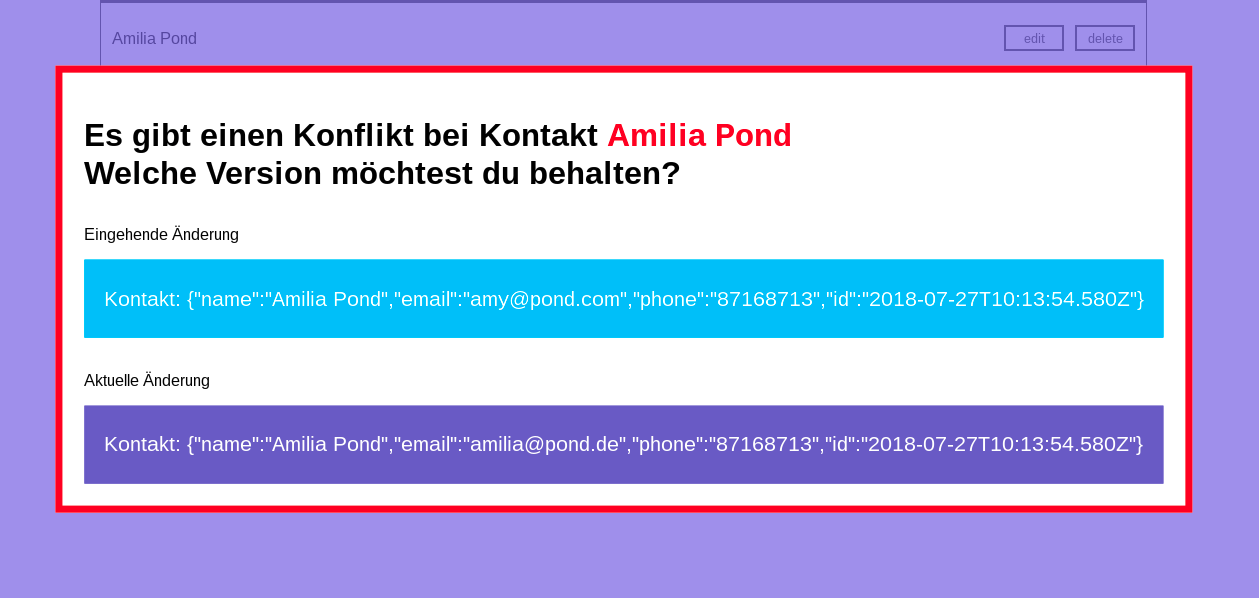 Amilia Pond edit delete
Es gibt einen Konflikt bei Kontakt Amilia Pond
Welche Version möchtest du behalten?
Eingehende Änderung
Kontakt: {"name":"Amilia Pond","email":"amy@pond.com","phone":"87168713","id":"2018-07-27T10:13:54.580Z"}
Aktuelle Änderung
Kontakt: {"name":"Amilia Pond","email":"amilia@pond.de","phone":"87168713","id":"2018-07-27T10:13:54.580Z"}